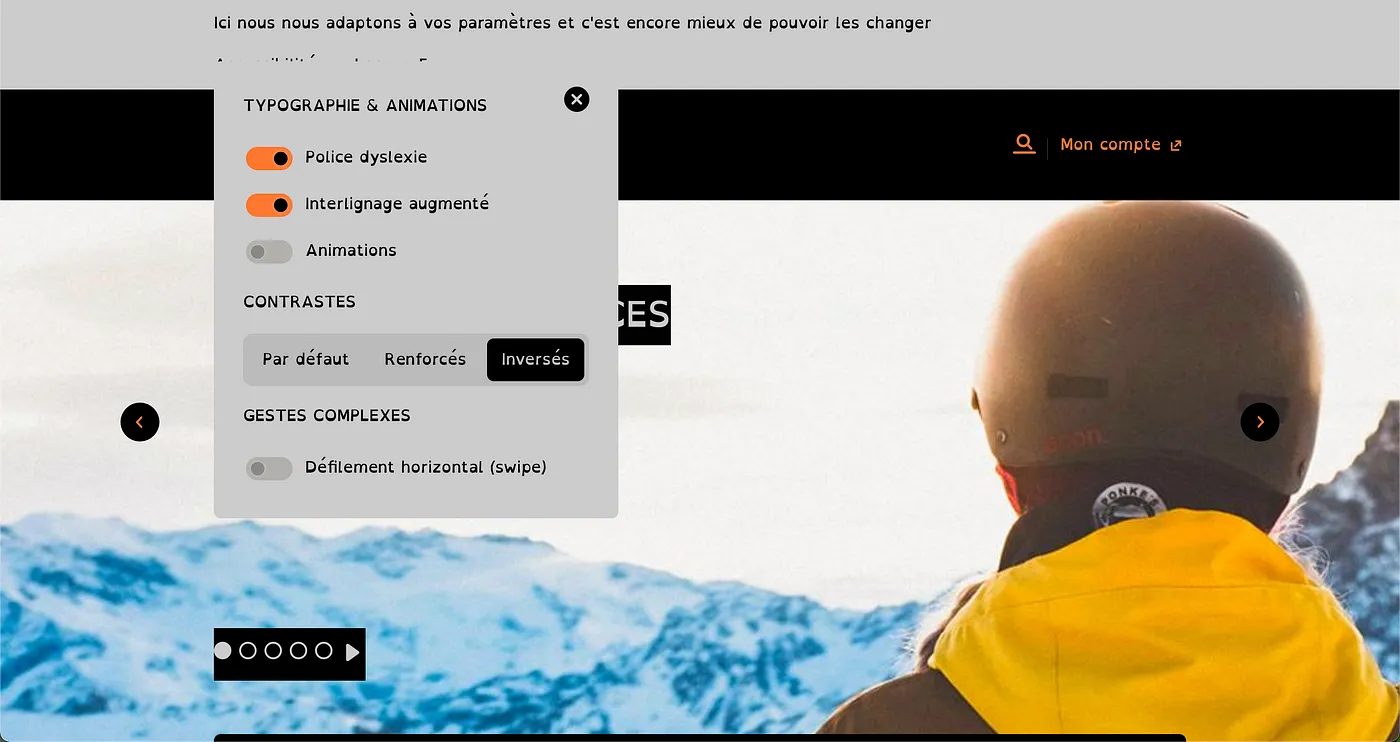 Ici nous nous adaptons à vos paramètres et c'est encore mieux de pouvoir les changer
TYPOGRAPHIE & ANIMATIONS
Police dyslexie
Interlignage augmenté
Animations
CONTRASTES
Par défaut Renforcés Inversés
GESTES COMPLEXES
Défilement horizontal (swipe)
Mon compte
CES
PONKE'S